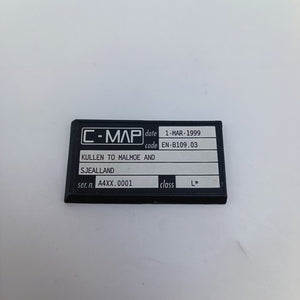 C-MAP date 1-MAR-1999
code EN-B109.03
KULLEN TO MALMOE AND
SJEALLAND
ser. n. A4XX.0001 class L*